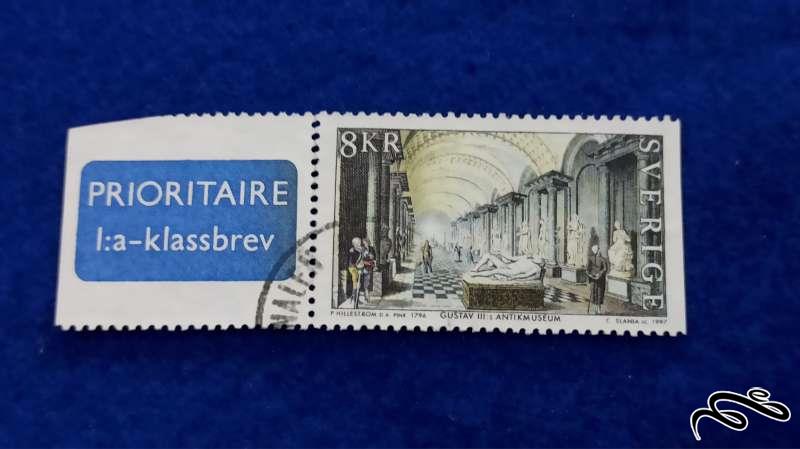 PRIORITAIRE
1:a-klassbrev
8KR
SVERIGE
P. HILLESTRÖM D.Ä. PINX. 1796 GUSTAV III:s ANTIKMUSEUM C. SLANIA SC. 1997